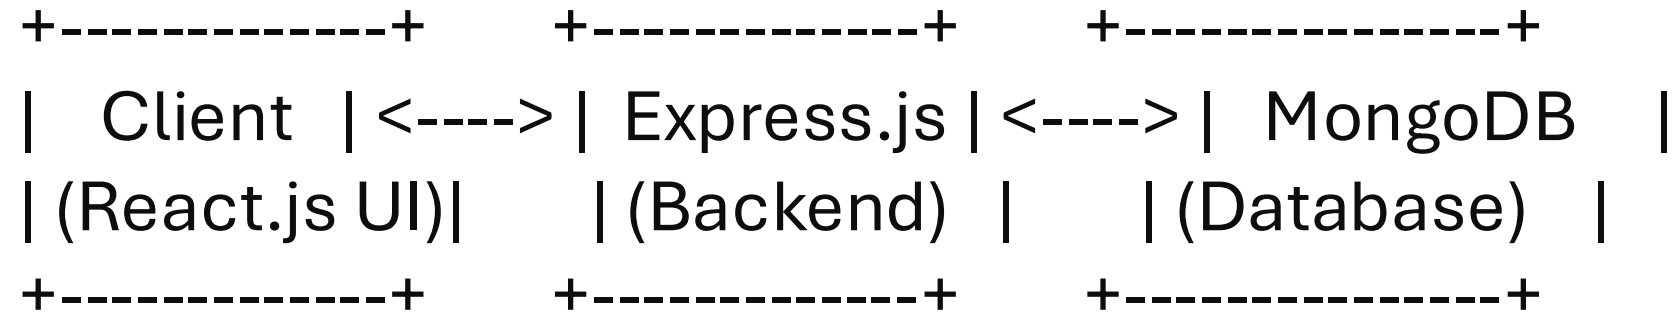 +-------------+ +-------------+ +---------------+
| Client | <----> | Express.js | <----> | MongoDB |
| (React.js UI)| | (Backend) | | (Database) |
+-------------+ +-------------+ +---------------+